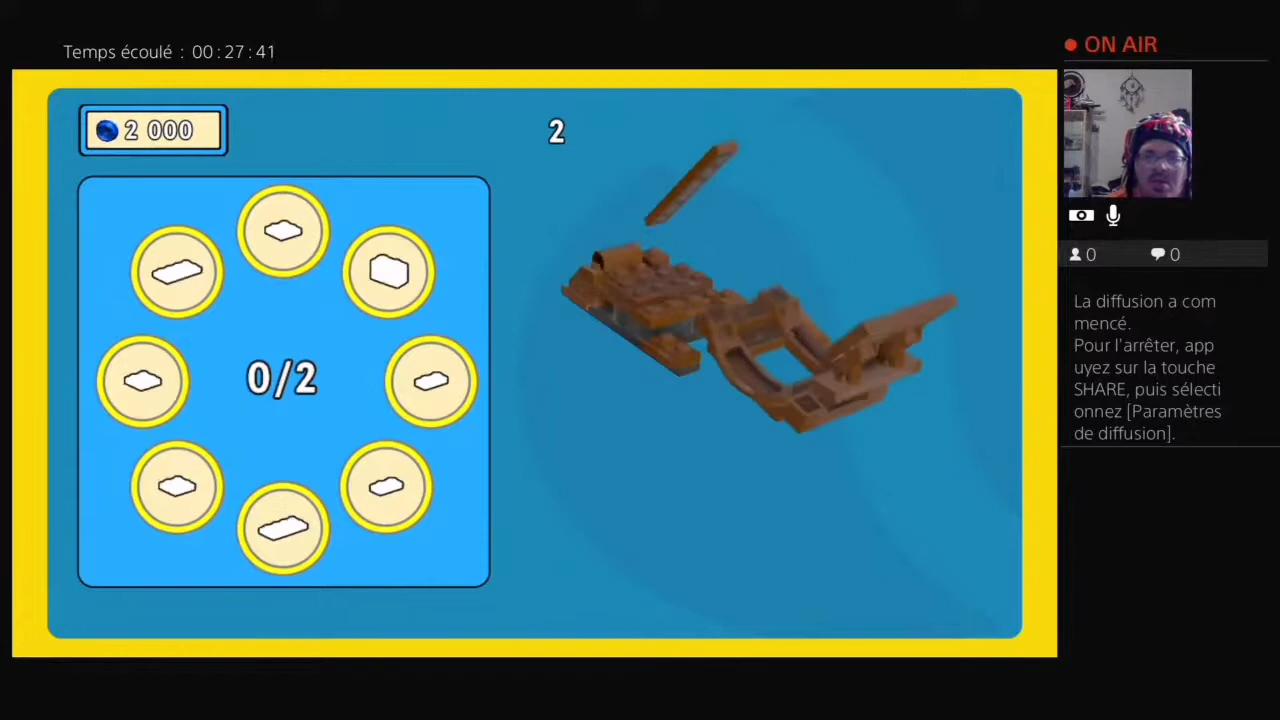 Temps écoulé : 00:27:41
ON AIR
2 000
2
0/2
0
0
La diffusion a com
mencé.
Pour l'arrêter, app
uyez sur la touche
SHARE, puis sélecti
onnez [Paramètres
de diffusion].